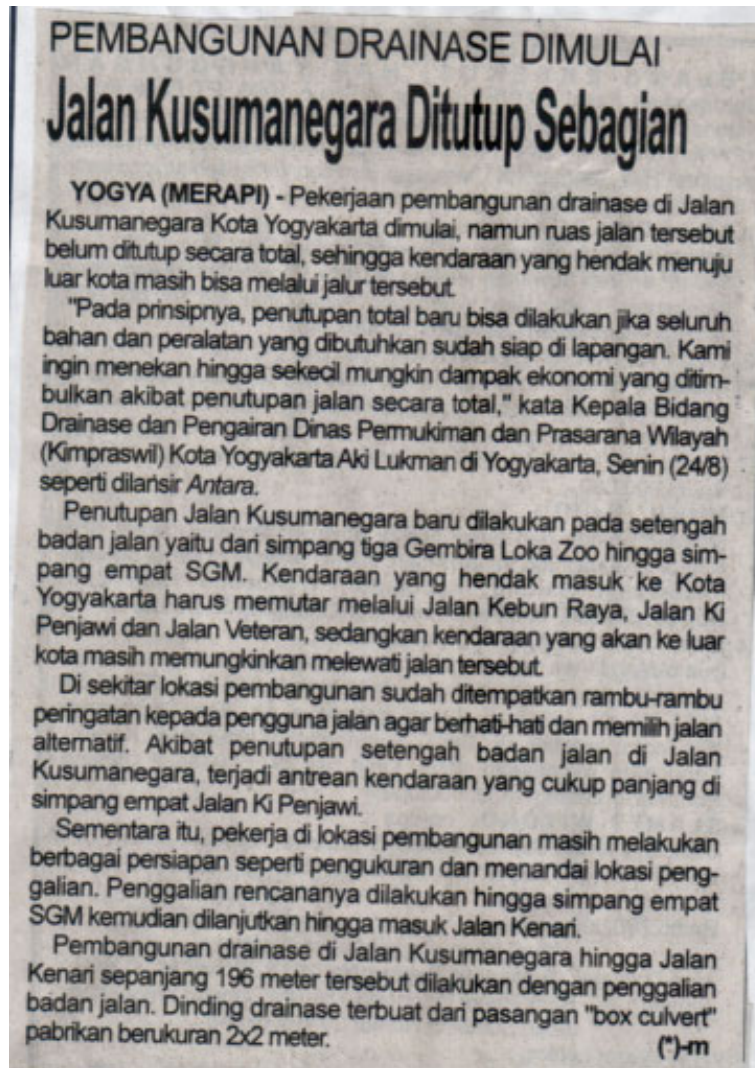 PEMBANGUNAN DRAINASE DIMULAI
Jalan Kusumanegara Ditutup Sebagian
YOGYA (MERAPI) - Pekerjaan pembangunan drainase di Jalan
Kusumanegara Kota Yogyakarta dimulai, namun ruas jalan tersebut
belum ditutup secara total, sehingga kendaraan yang hendak menuju
luar kota masih bisa melalui jalur tersebut.
"Pada prinsipnya, penutupan total baru bisa dilakukan jika seluruh
bahan dan peralatan yang dibutuhkan sudah siap di lapangan. Kami
ingin menekan hingga sekecil mungkin dampak ekonomi yang ditim-
bulkan akibat penutupan jalan secara total," kata Kepala Bidang
Drainase dan Pengairan Dinas Permukiman dan Prasarana Wilayah
(Kimpraswil) Kota Yogyakarta Aki Lukman di Yogyakarta, Senin (24/8)
seperti dilansir Antara.
Penutupan Jalan Kusumanegara baru dilakukan pada setengah
badan jalan yaitu dari simpang tiga Gembira Loka Zoo hingga sim-
pang empat SGM. Kendaraan yang hendak masuk ke Kota
Yogyakarta harus memutar melalui Jalan Kebun Raya, Jalan Ki
Penjawi dan Jalan Veteran, sedangkan kendaraan yang akan ke luar
kota masih memungkinkan melewati jalan tersebut.
Di sekitar lokasi pembangunan sudah ditempatkan rambu-rambu
peringatan kepada pengguna jalan agar berhati-hati dan memilih jalan
alternatif. Akibat penutupan setengah badan jalan di Jalan
Kusumanegara, terjadi antrean kendaraan yang cukup panjang di
simpang empat Jalan Ki Penjawi.
Sementara itu, pekerja di lokasi pembangunan masih melakukan
berbagai persiapan seperti pengukuran dan menandai lokasi peng-
galian. Penggalian rencananya dilakukan hingga simpang empat
SGM kemudian dilanjutkan hingga masuk Jalan Kenari.
Pembangunan drainase di Jalan Kusumanegara hingga Jalan
Kenari sepanjang 196 meter tersebut dilakukan dengan penggalian
badan jalan. Dinding drainase terbuat dari pasangan "box culvert"
pabrikan berukuran 2x2 meter. (*)-m